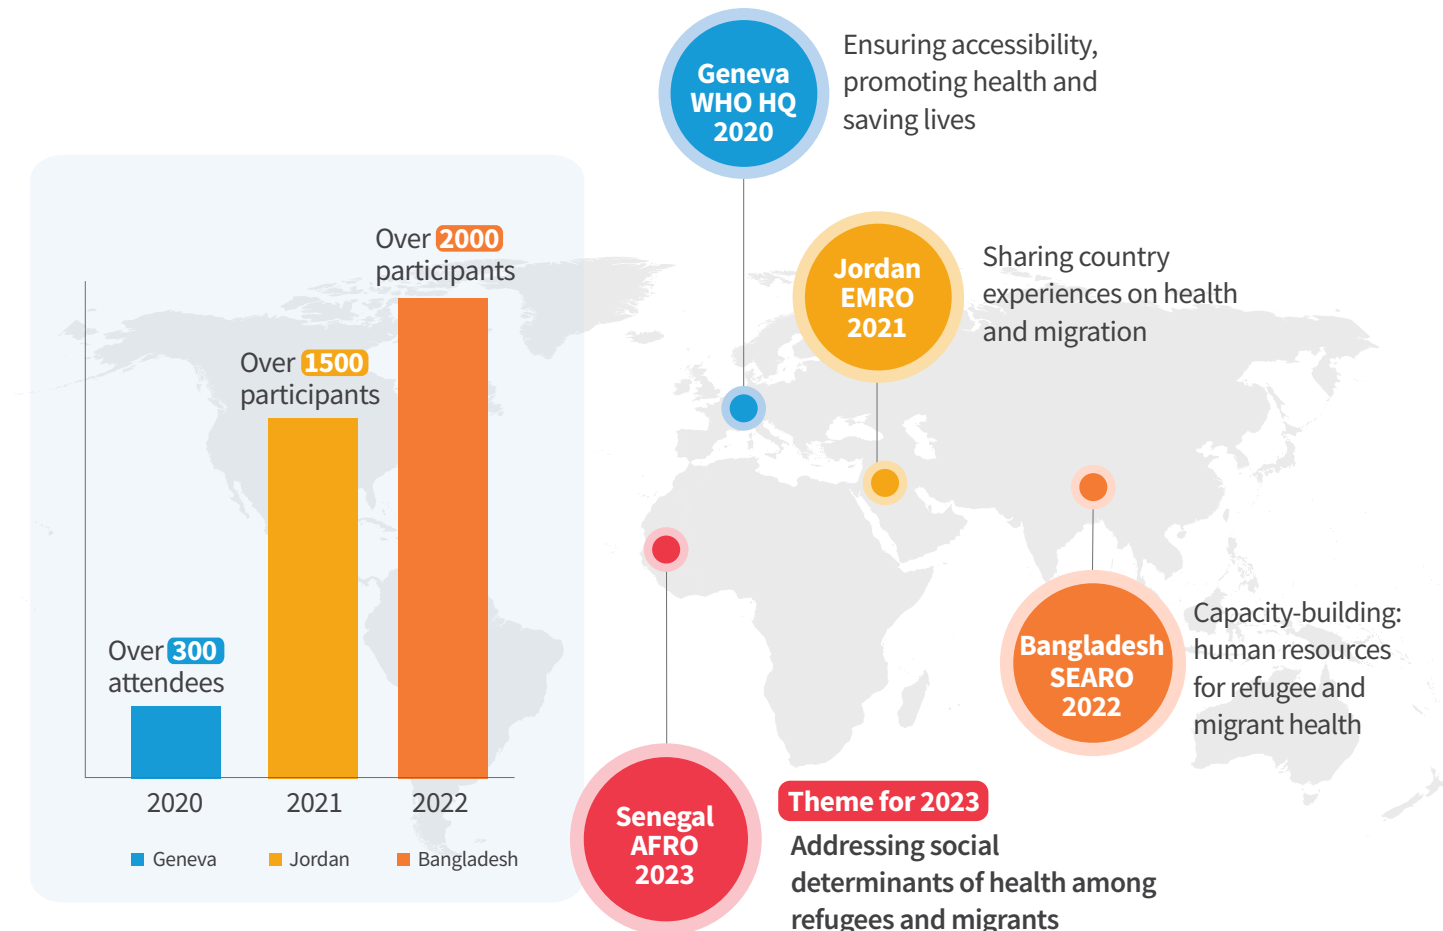 Geneva
WHO HQ
2020
Ensuring accessibility,
promoting health and
saving lives
Jordan
EMRO
2021
Sharing country
experiences on health
and migration
Over 2000
participants
Over 1500
participants
Over 300
attendees
2020 2021 2022
Geneva Jordan Bangladesh
Bangladesh
SEARO
2022
Capacity-building:
human resources
for refugee and
migrant health
Senegal
AFRO
2023
Theme for 2023
Addressing social
determinants of health among
refugees and migrants